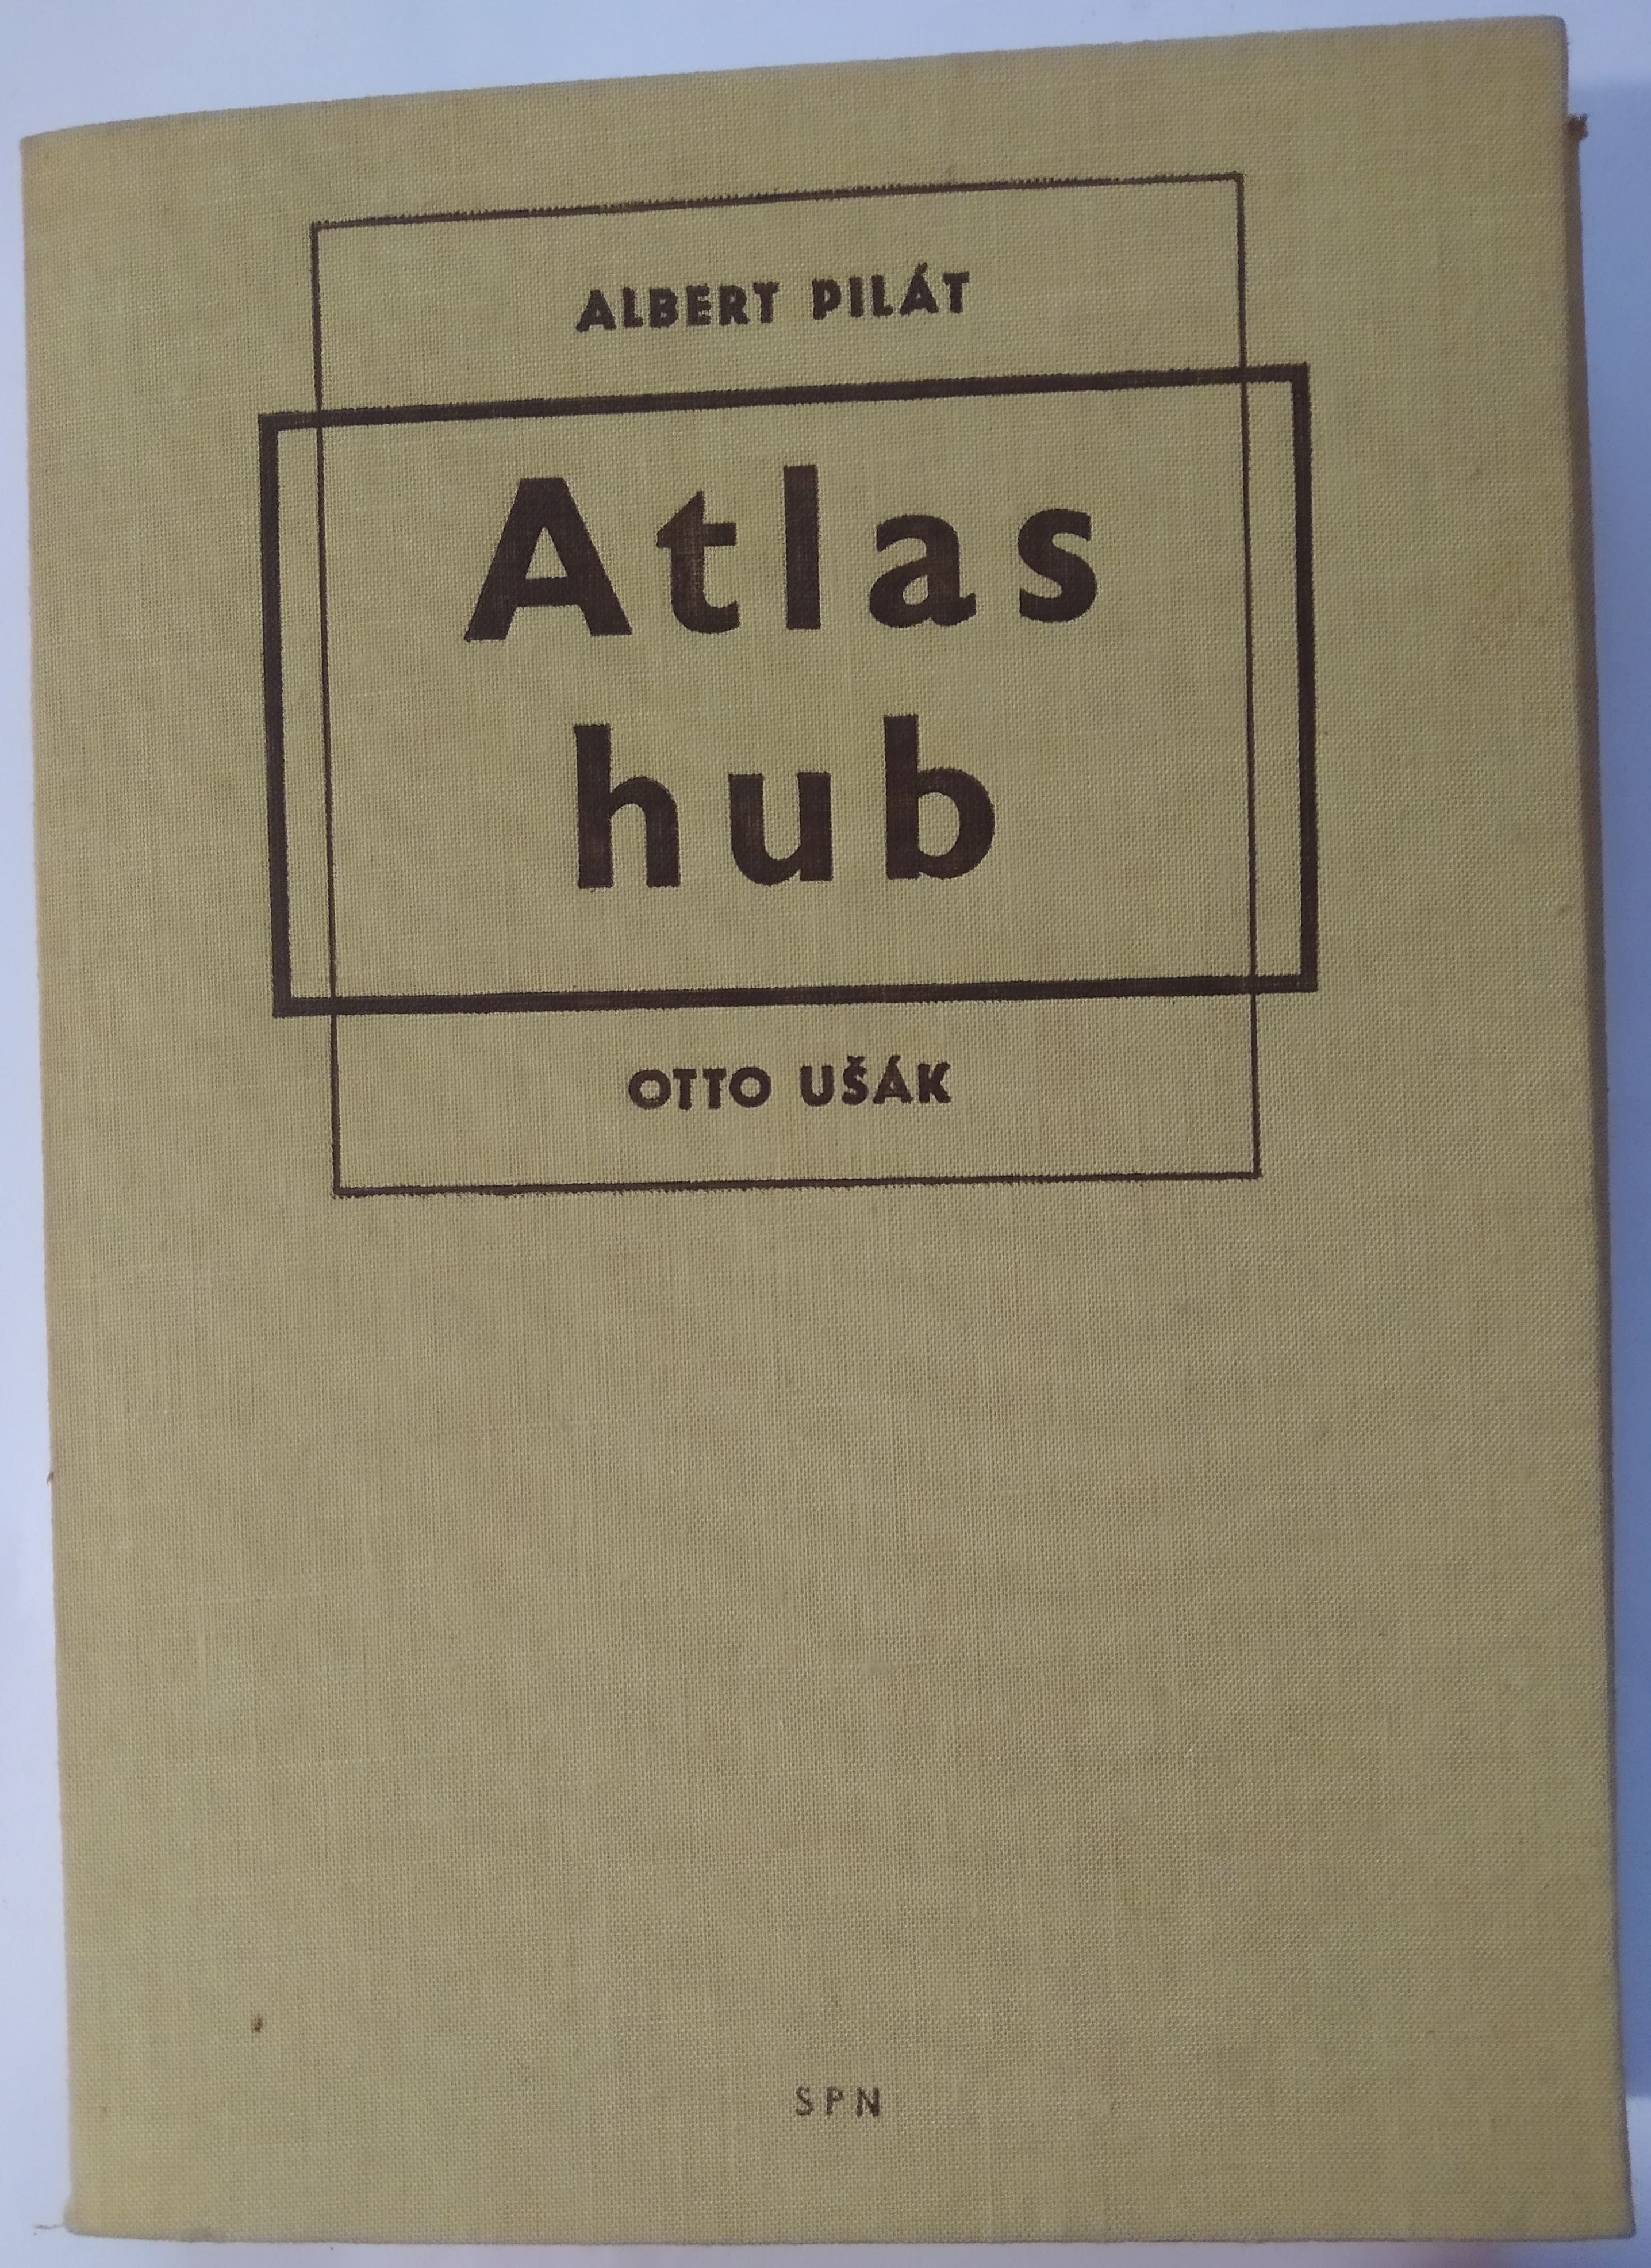 ALBERT PILÁT
Atlas
hub
OTTO UŠÁK
SPN